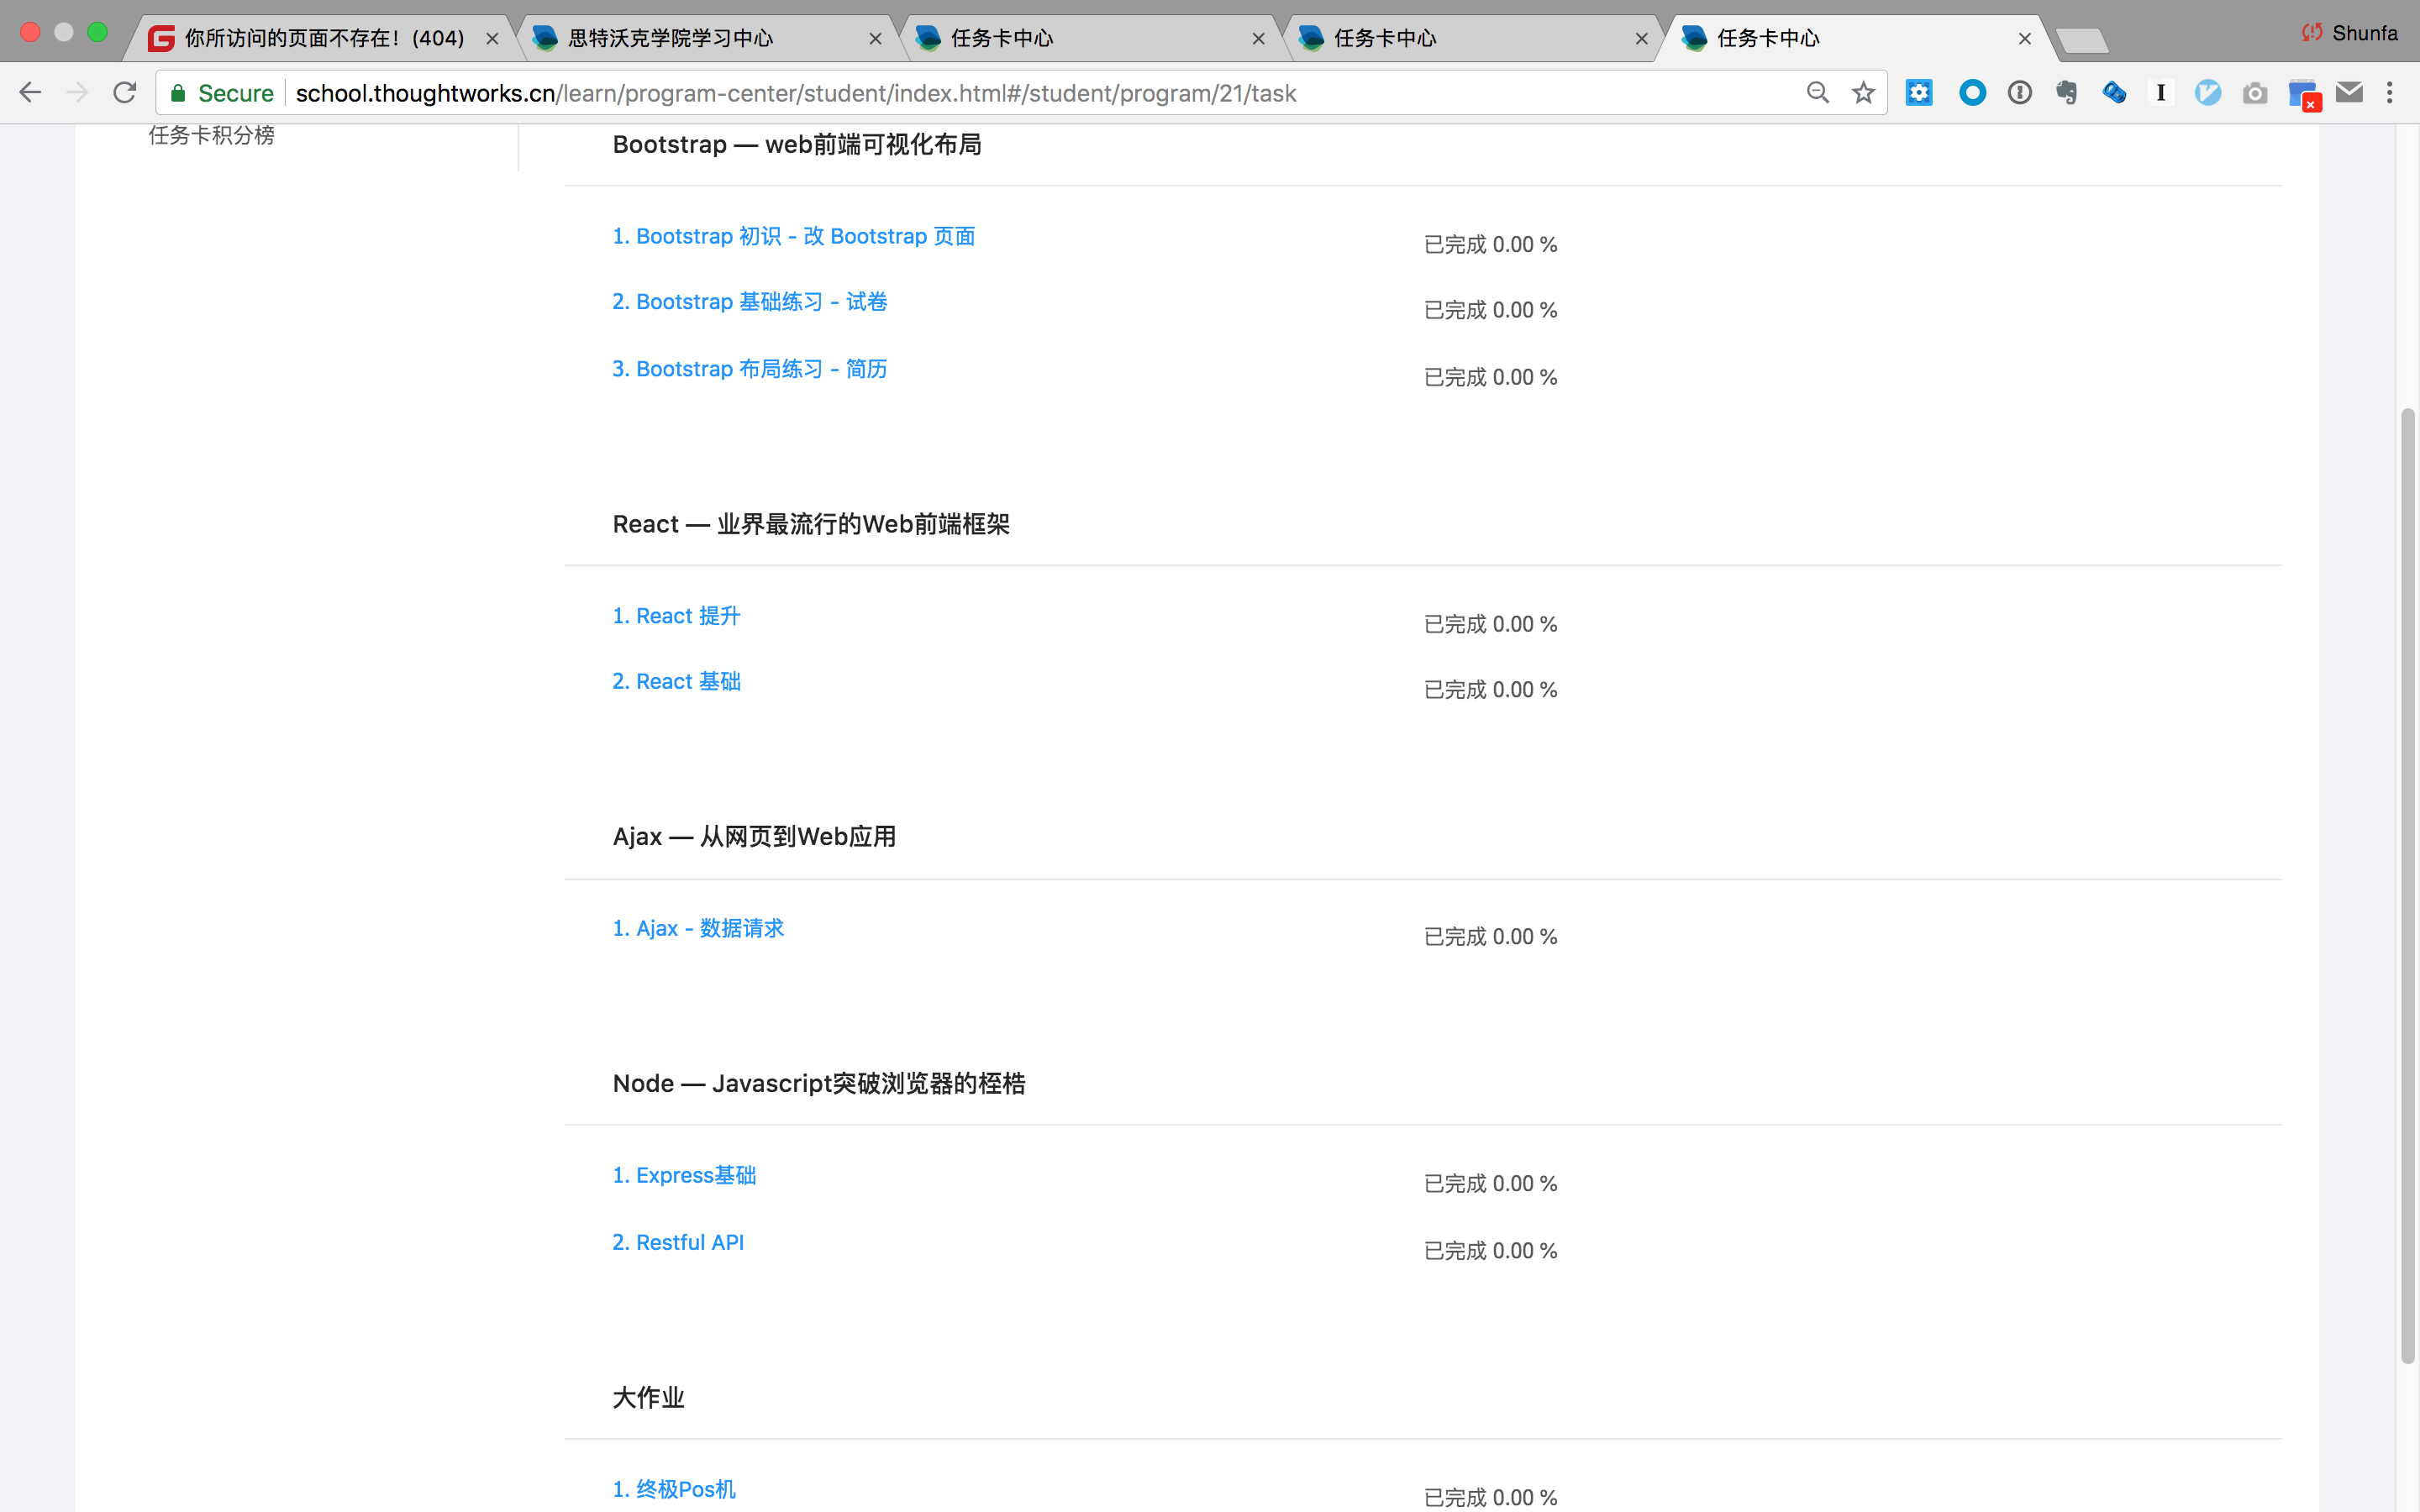 你所访问的页面不存在！(404)
思特沃克学院学习中心
任务卡中心
任务卡中心
任务卡中心
Shunfa
Secure
school.thoughtworks.cn/learn/program-center/student/index.html#/student/program/21/task
任务卡积分榜
Bootstrap — web前端可视化布局
1. Bootstrap 初识 - 改 Bootstrap 页面
已完成 0.00 %
2. Bootstrap 基础练习 - 试卷
已完成 0.00 %
3. Bootstrap 布局练习 - 简历
已完成 0.00 %
React — 业界最流行的Web前端框架
1. React 提升
已完成 0.00 %
2. React 基础
已完成 0.00 %
Ajax — 从网页到Web应用
1. Ajax - 数据请求
已完成 0.00 %
Node — Javascript突破浏览器的桎梏
1. Express基础
已完成 0.00 %
2. Restful API
已完成 0.00 %
大作业
1. 终极Pos机
已完成 0.00 %